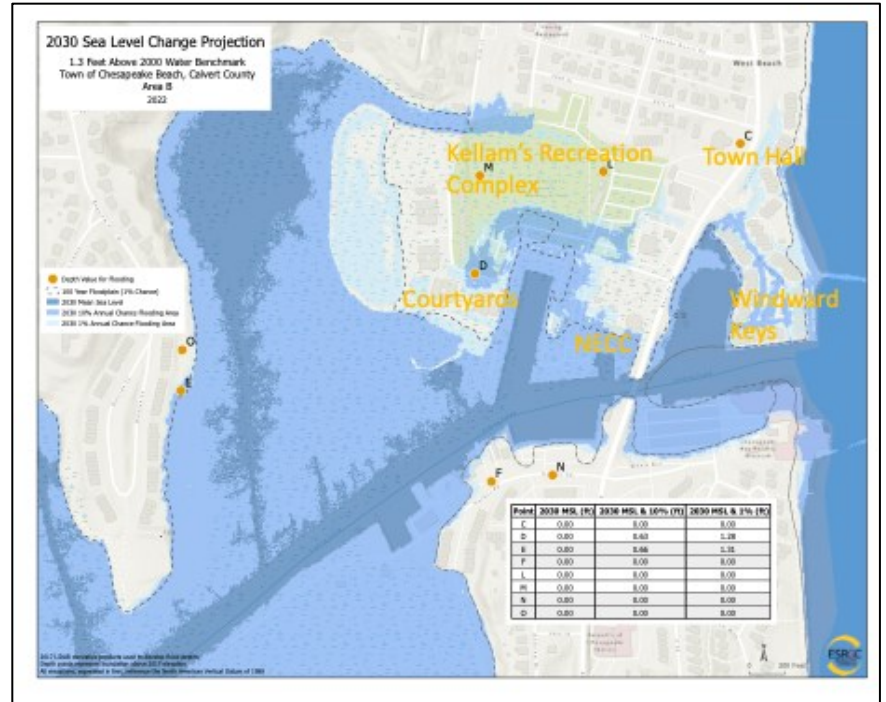 2030 Sea Level Change Projection
1.3 Feet Above 2000 Water Benchmark
Town of Chesapeake Beach, Calvert County
Area B
2022
West Beach
C
Kellam's Recreation
Complex
Town Hall
M
L
D
Depth Value for Flooding
100 Year Floodplain (1% Chance)
2030 Mean Sea Level
2030 10% Annual Chance Flooding Area
2030 1% Annual Chance Flooding Area
Courtyards
Windward
Keys
NECC
O
E
F
N
Point 2030 MSL (ft) 2030 MSL & 10% (ft) 2030 MSL & 1% (ft)
C 0.00 0.00 0.00
D 0.00 0.63 1.28
E 0.00 0.66 1.31
F 0.00 0.00 0.00
L 0.00 0.00 0.00
M 0.00 0.00 0.00
N 0.00 0.00 0.00
O 0.00 0.00 0.00
ESRGC